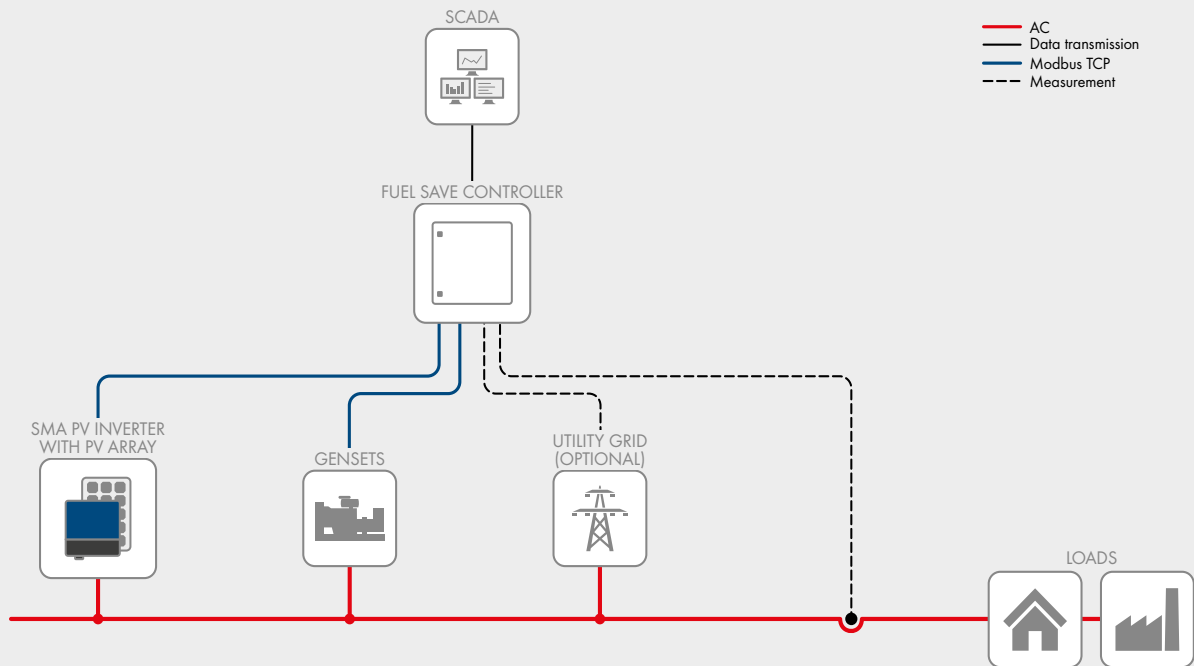 SCADA
AC
Data transmission
Modbus TCP
Measurement
FUEL SAVE CONTROLLER
SMA PV INVERTER
WITH PV ARRAY
GENSETS
UTILITY GRID
(OPTIONAL)
LOADS